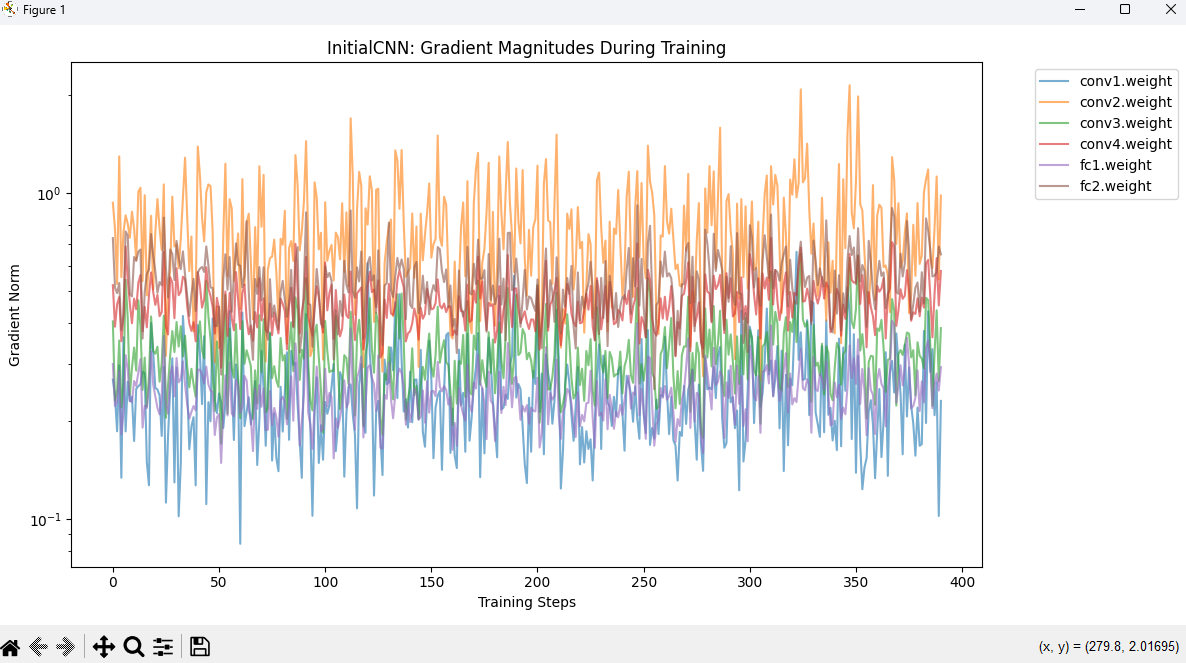 Figure 1
InitialCNN: Gradient Magnitudes During Training
conv1.weight
conv2.weight
conv3.weight
conv4.weight
fc1.weight
fc2.weight
Gradient Norm
10⁰
10⁻¹
0 50 100 150 200 250 300 350 400
Training Steps
(x, y) = (279.8, 2.01695)